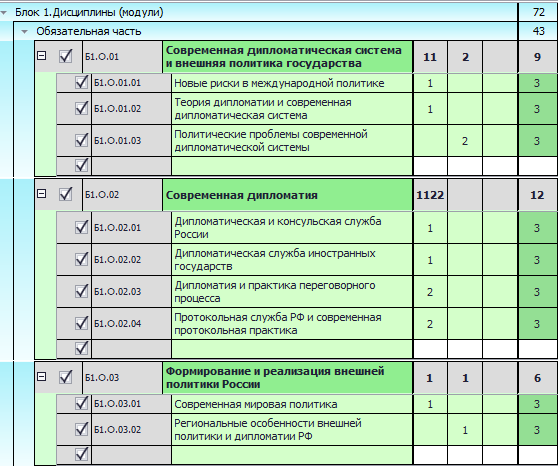 Блок 1.Дисциплины (модули) 72
Обязательная часть 43
Б1.О.01 Современная дипломатическая система и внешняя политика государства 11 2 9
Б1.О.01.01 Новые риски в международной политике 1 3
Б1.О.01.02 Теория дипломатии и современная дипломатическая система 1 3
Б1.О.01.03 Политические проблемы современной дипломатической системы 2 3
Б1.О.02 Современная дипломатия 1122 12
Б1.О.02.01 Дипломатическая и консульская служба России 1 3
Б1.О.02.02 Дипломатическая служба иностранных государств 1 3
Б1.О.02.03 Дипломатия и практика переговорного процесса 2 3
Б1.О.02.04 Протокольная служба РФ и современная протокольная практика 2 3
Б1.О.03 Формирование и реализация внешней политики России 1 1 6
Б1.О.03.01 Современная мировая политика 1 3
Б1.О.03.02 Региональные особенности внешней политики и дипломатии РФ 1 3